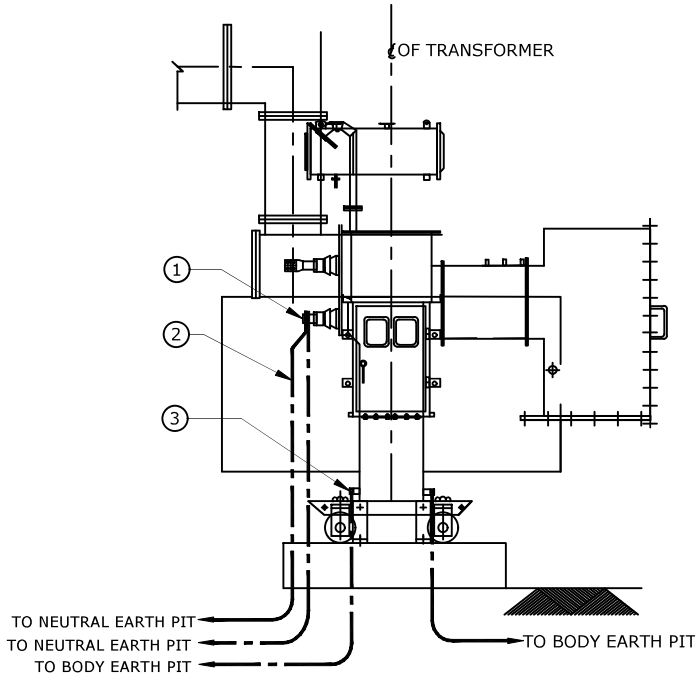 ℄ OF TRANSFORMER
1
2
3
TO NEUTRAL EARTH PIT
TO NEUTRAL EARTH PIT
TO BODY EARTH PIT
TO BODY EARTH PIT